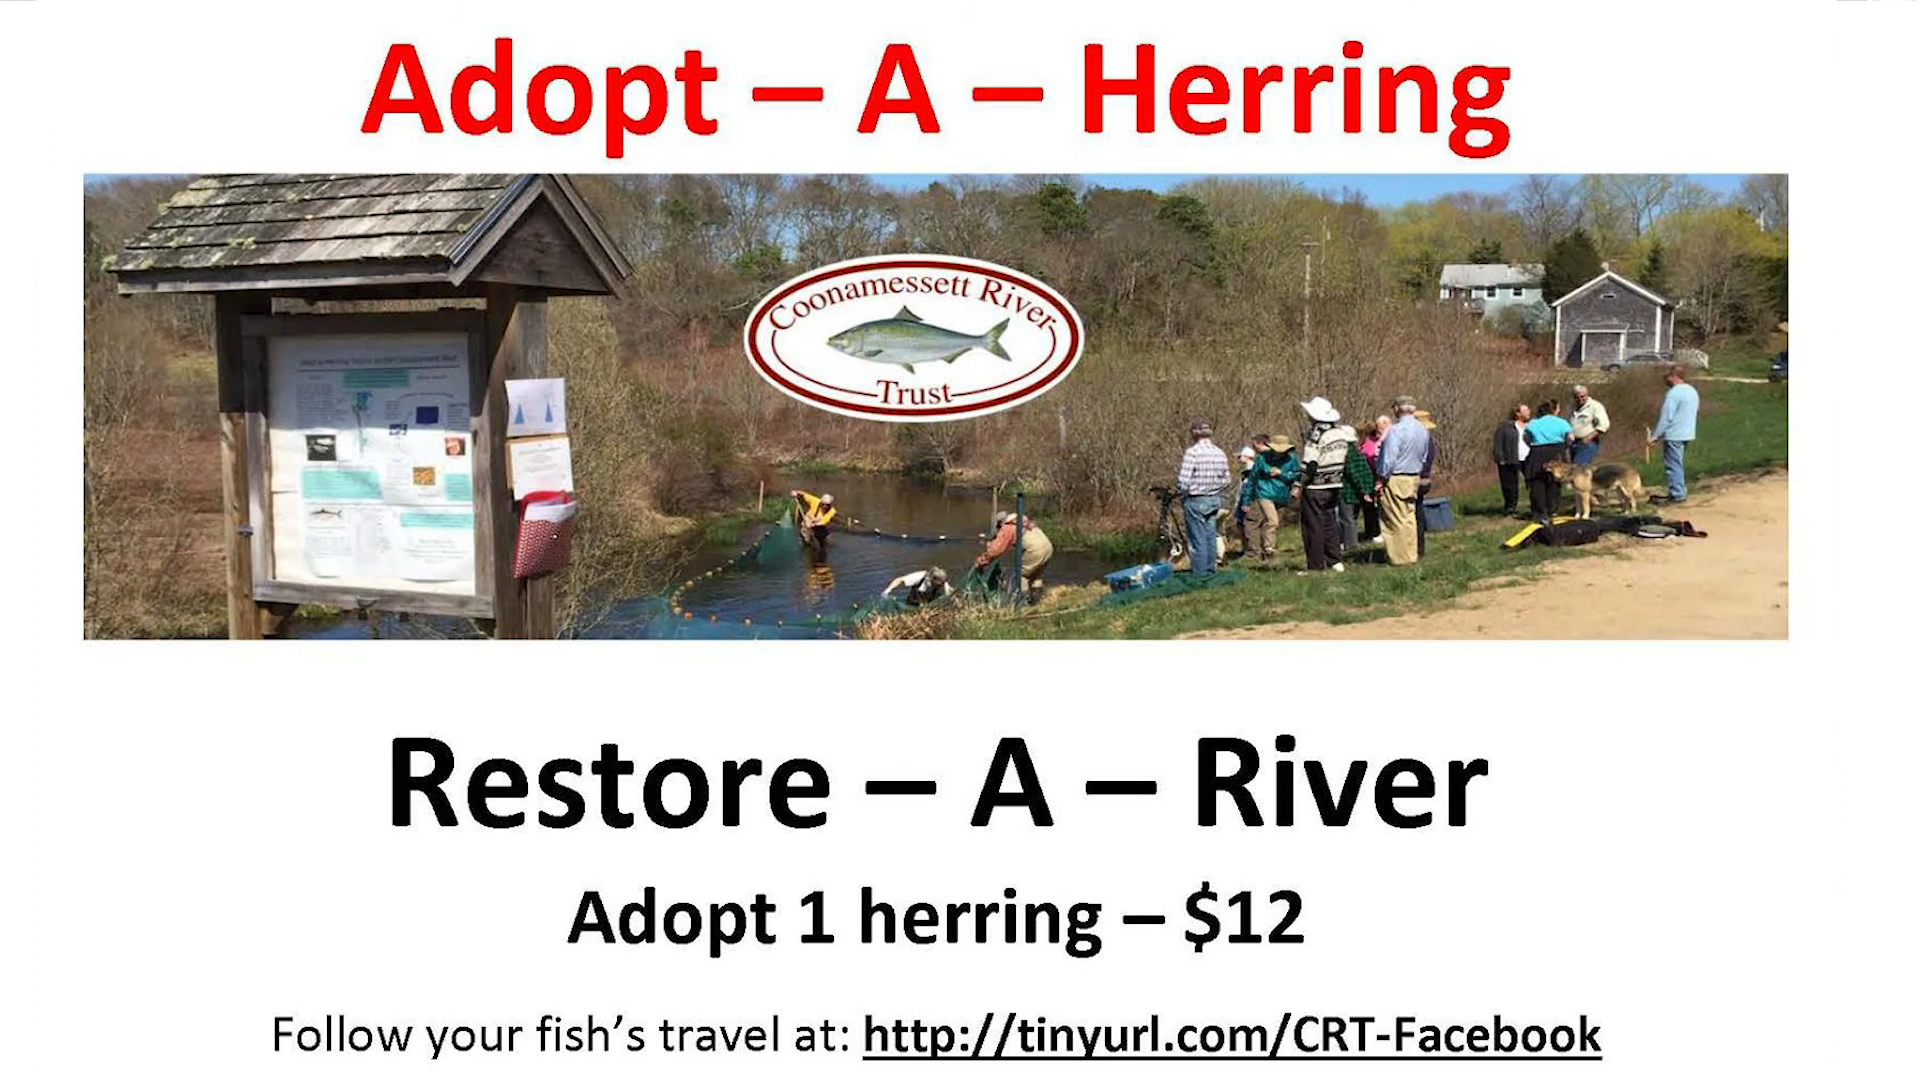 Adopt – A – Herring
Coonamessett River
Trust
Restore – A – River
Adopt 1 herring – $12
Follow your fish's travel at: http://tinyurl.com/CRT-Facebook